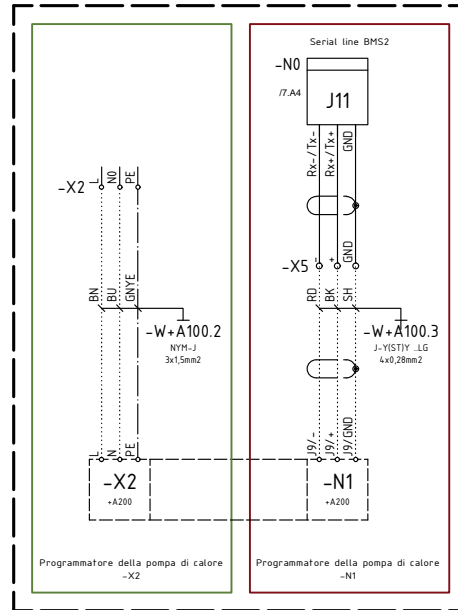 Serial line BMS2
-N0
/7.A4
J11
Rx-/Tx-
Rx+/Tx+
GND
-X2
L
N0
PE
-X5
-
+
GND
BN
BU
GNYE
-W+A100.2
NYM-J
3x1,5mm2
RD
BK
SH
-W+A100.3
J-Y(ST)Y ..LG
4x0,28mm2
L
N
PE
J9/-
J9/+
J9/GND
-X2
+A200
-N1
+A200
Programmatore della pompa di calore
-X2
Programmatore della pompa di calore
-N1